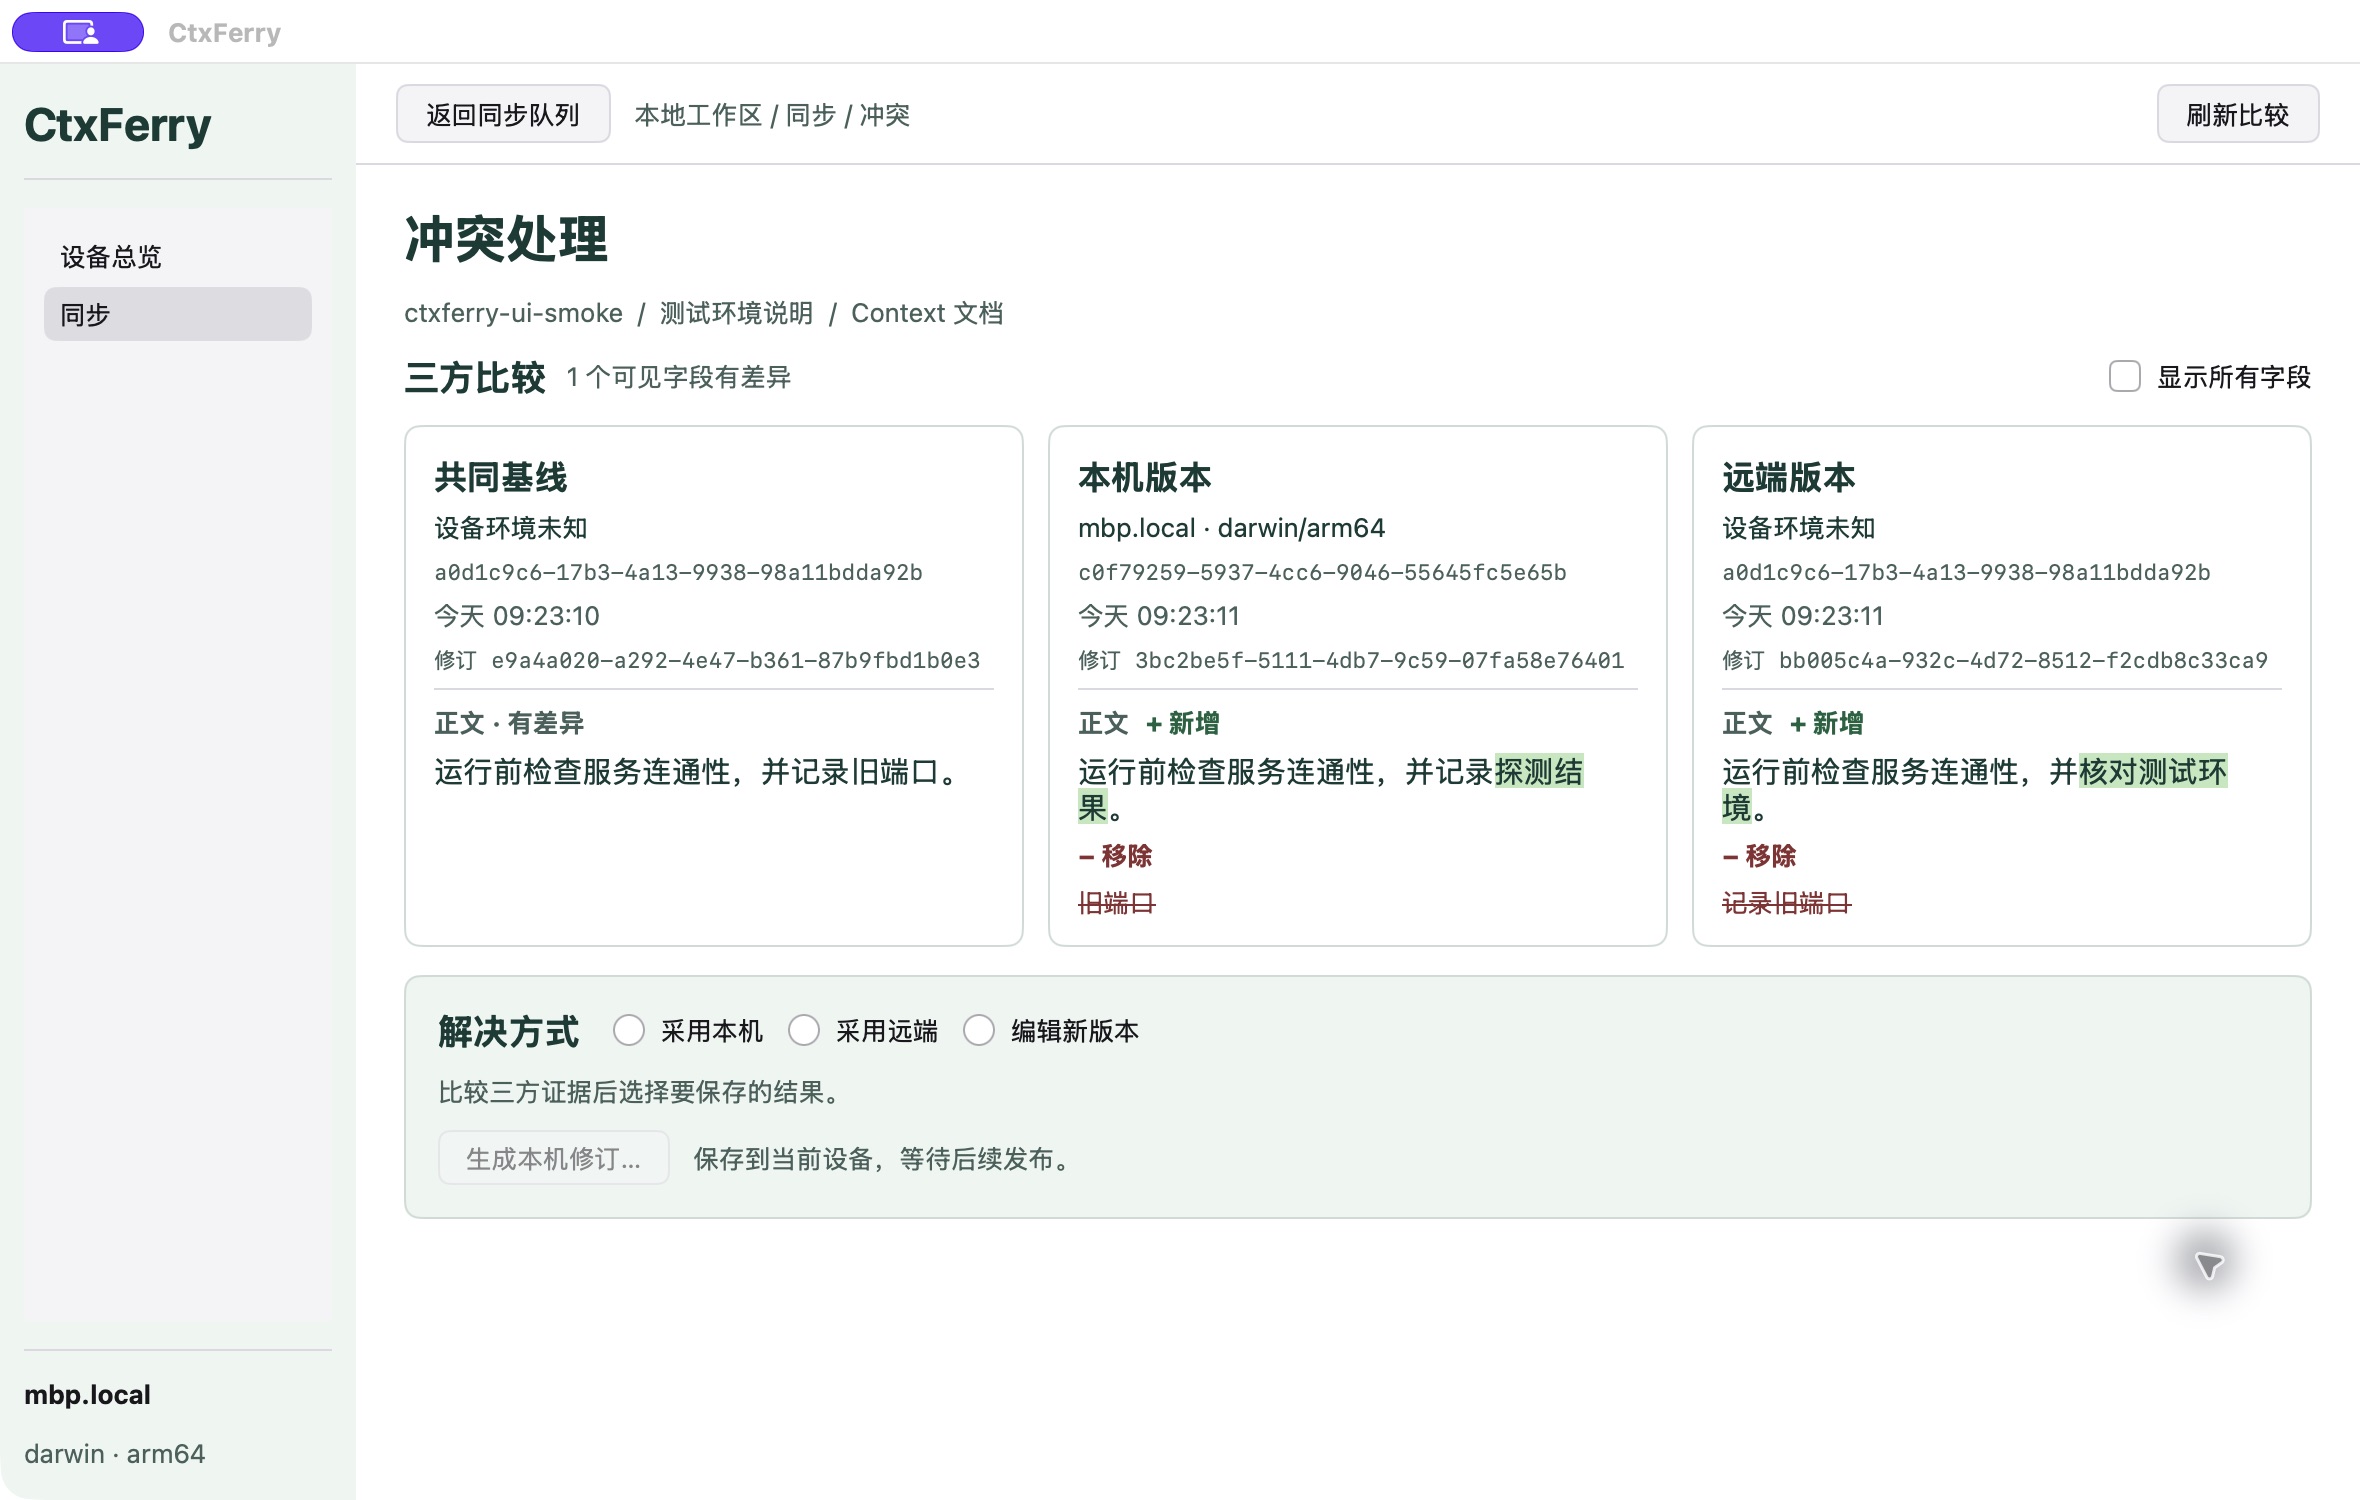 CtxFerry
CtxFerry
设备总览
同步
mbp.local
darwin · arm64
返回同步队列
本地工作区 / 同步 / 冲突
刷新比较
冲突处理
ctxferry-ui-smoke / 测试环境说明 / Context 文档
三方比较 1 个可见字段有差异
显示所有字段
共同基线
设备环境未知
a0d1c9c6-17b3-4a13-9938-98a11bdda92b
今天 09:23:10
修订 e9a4a020-a292-4e47-b361-87b9fbd1b0e3
正文 · 有差异
运行前检查服务连通性，并记录旧端口。
本机版本
mbp.local · darwin/arm64
c0f79259-5937-4cc6-9046-55645fc5e65b
今天 09:23:11
修订 3bc2be5f-5111-4db7-9c59-07fa58e76401
正文 + 新增
运行前检查服务连通性，并记录探测结
果。
− 移除
旧端口
远端版本
设备环境未知
a0d1c9c6-17b3-4a13-9938-98a11bdda92b
今天 09:23:11
修订 bb005c4a-932c-4d72-8512-f2cdb8c33ca9
正文 + 新增
运行前检查服务连通性，并核对测试环
境。
− 移除
记录旧端口
解决方式 采用本机 采用远端 编辑新版本
比较三方证据后选择要保存的结果。
生成本机修订... 保存到当前设备，等待后续发布。